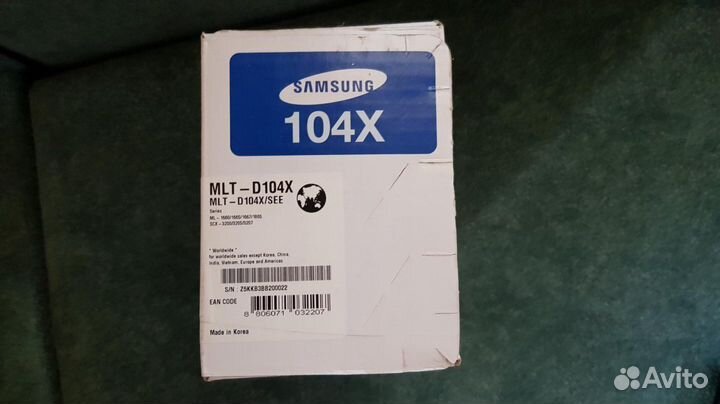 SAMSUNG
104X
MLT - D104X
MLT - D104X/SEE
Series
ML - 1660/1665/1667/1865
SCX - 3200/3205/3207
" Worldwide "
for worldwide sales except Korea, China,
India, Vietnam, Europe and Americas
S/N : Z5KKB3BB200022
EAN CODE
8 806071 032207
Made in Korea
Avito